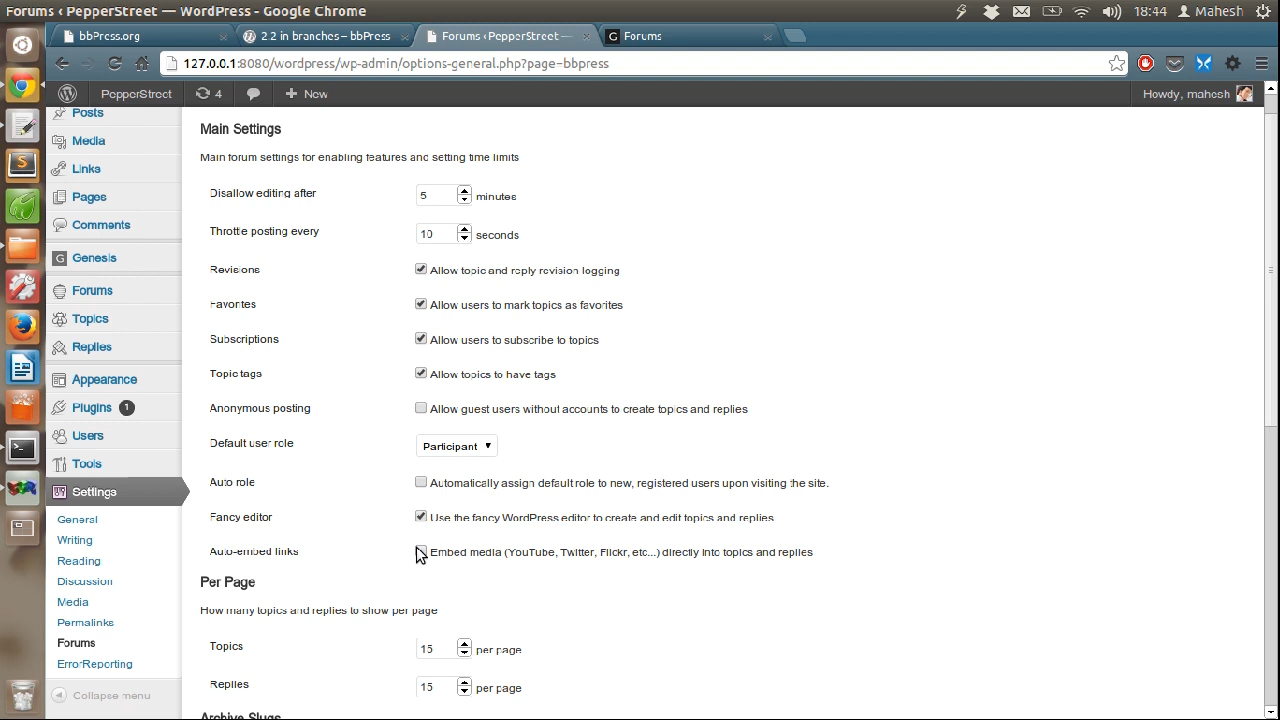 Forums ‹ PepperStreet — WordPress - Google Chrome
18:44 Mahesh
bbPress.org
2.2 in branches – bbPress
Forums ‹ PepperStreet —
Forums
127.0.0.1:8080/wordpress/wp-admin/options-general.php?page=bbpress
PepperStreet
4
New
Howdy, mahesh
Posts
Media
Links
Pages
Comments
Genesis
Forums
Topics
Replies
Appearance
Plugins 1
Users
Tools
Settings
General
Writing
Reading
Discussion
Media
Permalinks
Forums
ErrorReporting
Collapse menu
Main Settings
Main forum settings for enabling features and setting time limits
Disallow editing after 5 minutes
Throttle posting every 10 seconds
Revisions Allow topic and reply revision logging
Favorites Allow users to mark topics as favorites
Subscriptions Allow users to subscribe to topics
Topic tags Allow topics to have tags
Anonymous posting Allow guest users without accounts to create topics and replies
Default user role Participant
Auto role Automatically assign default role to new, registered users upon visiting the site.
Fancy editor Use the fancy WordPress editor to create and edit topics and replies
Auto-embed links Embed media (YouTube, Twitter, Flickr, etc...) directly into topics and replies
Per Page
How many topics and replies to show per page
Topics 15 per page
Replies 15 per page
Archive Slugs